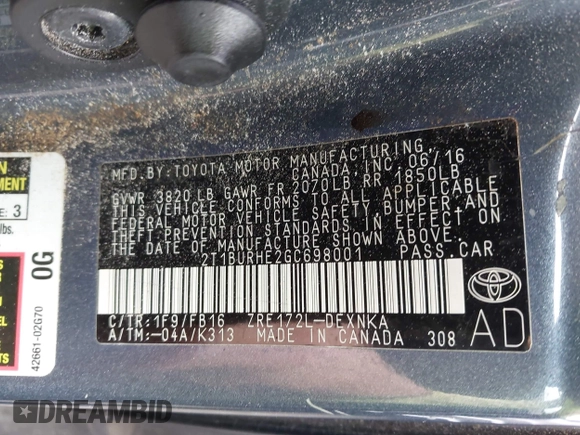 MFD.BY:TOYOTA MOTOR MANUFACTURING,
CANADA, INC. 06/16
GVWR 3820LB GAWR FR 2070LB RR 1850LB
THIS VEHICLE CONFORMS TO ALL APPLICABLE
FEDERAL MOTOR VEHICLE SAFETY, BUMPER, AND
THEFT PREVENTION STANDARDS IN EFFECT ON
THE DATE OF MANUFACTURE SHOWN ABOVE.
2T1BURHE2GC698001 PASS.CAR
C/TR:1F9/FB16 ZRE172L-DEXNKA
A/TM:-04A/K313 MADE IN CANADA 308
AD
3
lbs.
0G
42661-02G70
DREAMBID